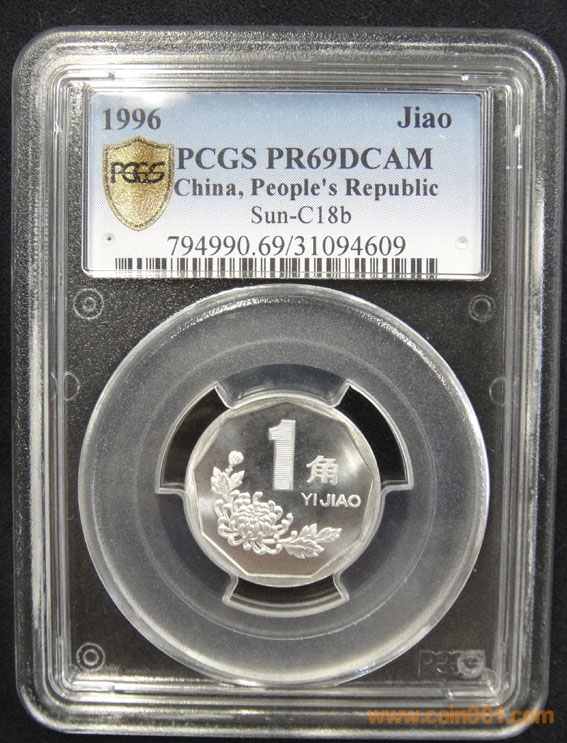 1996 Jiao
PCGS
PCGS PR69DCAM
China, People's Republic
Sun-C18b
794990.69/31094609
1 角
YI JIAO
PCGS
www.coin001.com